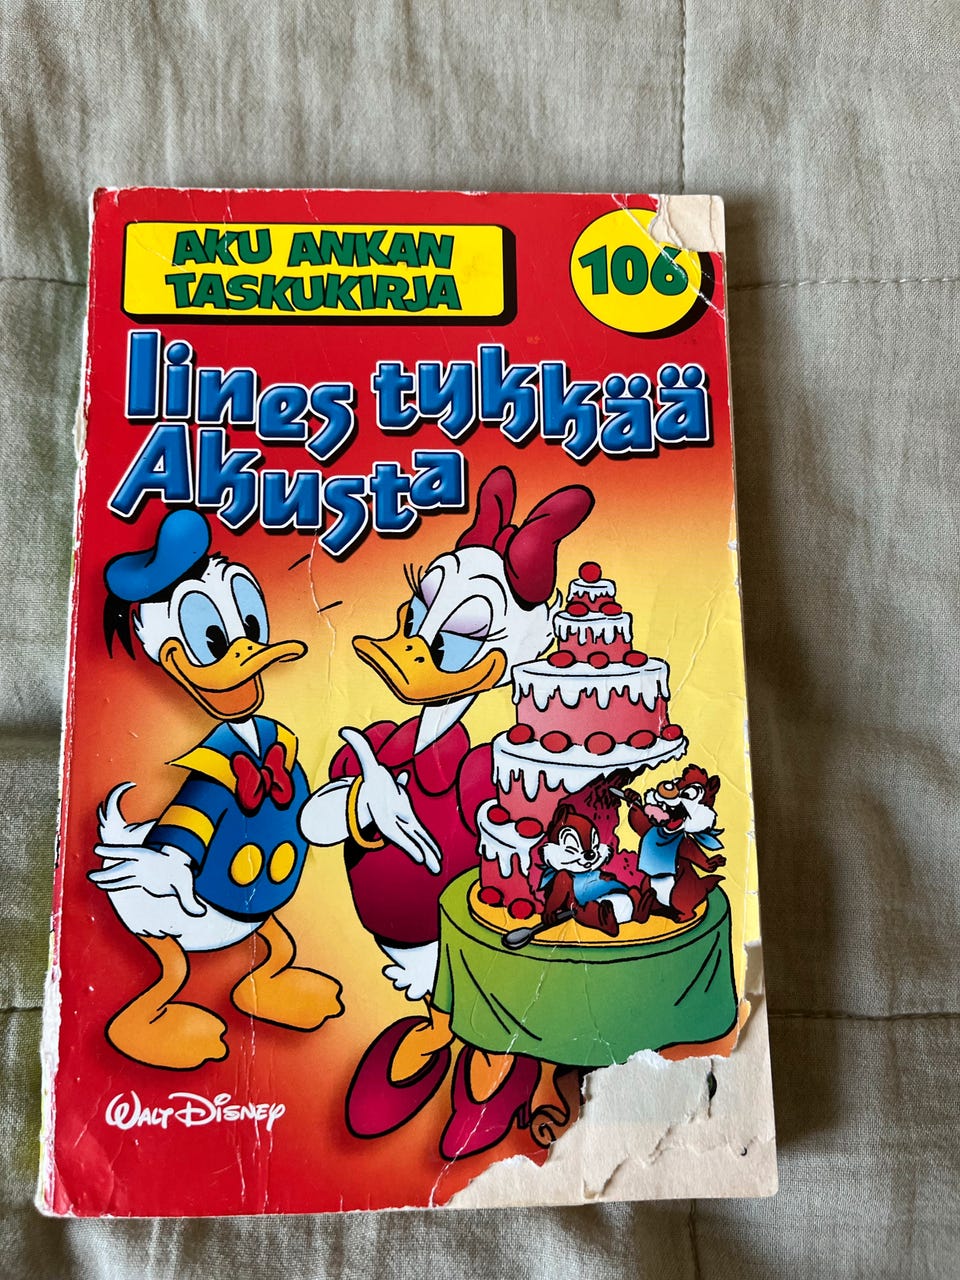 AKU ANKAN
TASKUKIRJA
106
Iines tykkää
Akusta
WALT DISNEY